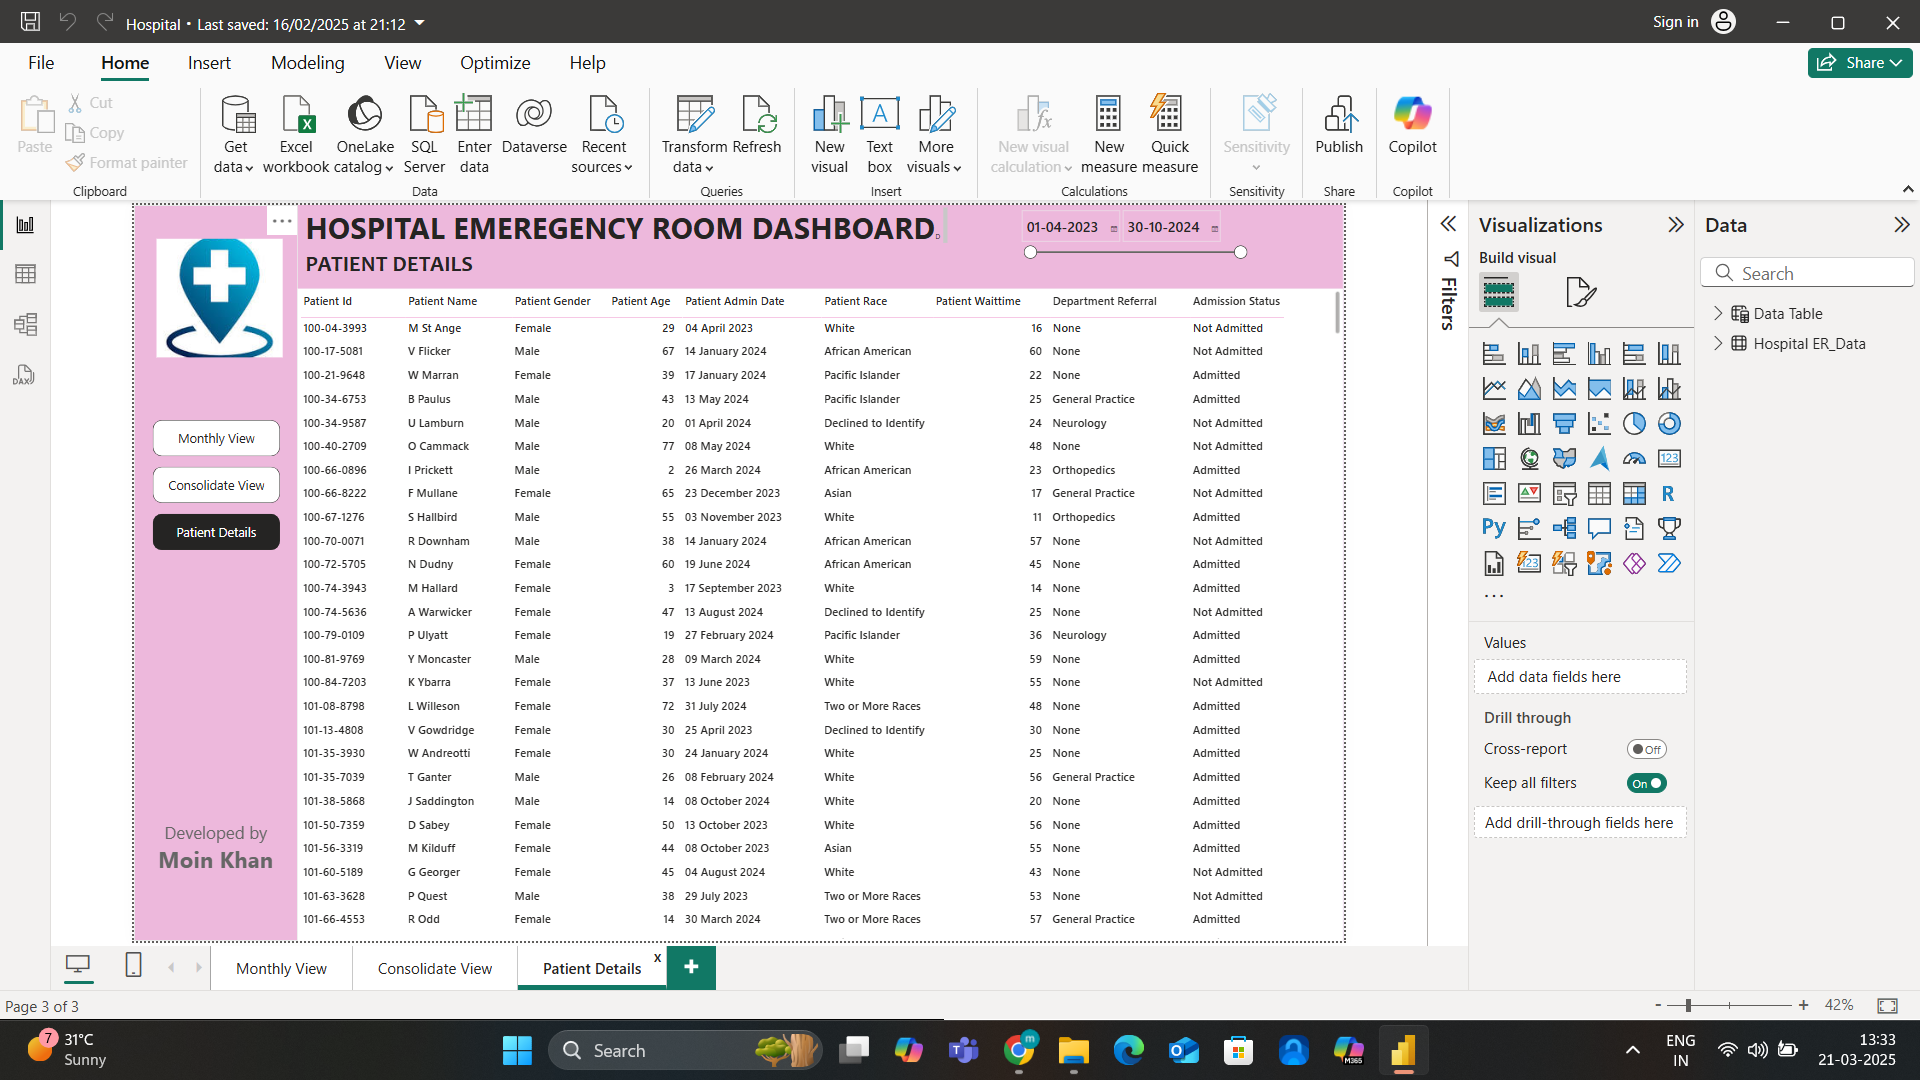 Hospital • Last saved: 16/02/2025 at 21:12
Sign in
File Home Insert Modeling View Optimize Help
Share
Paste
Cut
Copy
Format painter
Clipboard
Get data
Excel workbook
OneLake catalog
SQL Server
Enter data
Dataverse
Recent sources
Data
Transform data
Refresh
Queries
New visual
Text box
More visuals
Insert
New visual calculation
New measure
Quick measure
Calculations
Sensitivity
Sensitivity
Publish
Share
Copilot
Copilot
HOSPITAL EMEREGENCY ROOM DASHBOARD
PATIENT DETAILS
01-04-2023 30-10-2024
Monthly View
Consolidate View
Patient Details
Developed by
Moin Khan
Patient Id Patient Name Patient Gender Patient Age Patient Admin Date Patient Race Patient Waittime Department Referral Admission Status
100-04-3993 M St Ange Female 29 04 April 2023 White 16 None Not Admitted
100-17-5081 V Flicker Male 67 14 January 2024 African American 60 None Not Admitted
100-21-9648 W Marran Female 39 17 January 2024 Pacific Islander 22 None Admitted
100-34-6753 B Paulus Male 43 13 May 2024 Pacific Islander 25 General Practice Admitted
100-34-9587 U Lamburn Male 20 01 April 2024 Declined to Identify 24 Neurology Not Admitted
100-40-2709 O Cammack Male 77 08 May 2024 White 48 None Not Admitted
100-66-0896 I Prickett Male 2 26 March 2024 African American 23 Orthopedics Admitted
100-66-8222 F Mullane Female 65 23 December 2023 Asian 17 General Practice Not Admitted
100-67-1276 S Hallbird Male 55 03 November 2023 White 11 Orthopedics Admitted
100-70-0071 R Downham Male 38 14 January 2024 African American 57 None Not Admitted
100-72-5705 N Dudny Female 60 19 June 2024 African American 45 None Admitted
100-74-3943 M Hallard Female 3 17 September 2023 White 14 None Admitted
100-74-5636 A Warwicker Female 47 13 August 2024 Declined to Identify 25 None Not Admitted
100-79-0109 P Ulyatt Female 19 27 February 2024 Pacific Islander 36 Neurology Admitted
100-81-9769 Y Moncaster Male 28 09 March 2024 White 59 None Admitted
100-84-7203 K Ybarra Female 37 13 June 2023 White 55 None Not Admitted
101-08-8798 L Willeson Female 72 31 July 2024 Two or More Races 48 None Admitted
101-13-4808 V Gowdridge Female 30 25 April 2023 Declined to Identify 30 None Admitted
101-35-3930 W Andreotti Female 30 24 January 2024 White 25 None Admitted
101-35-7039 T Ganter Male 26 08 February 2024 White 56 General Practice Admitted
101-38-5868 J Saddington Male 14 08 October 2024 White 20 None Admitted
101-50-7359 D Sabey Female 50 13 October 2023 White 56 None Admitted
101-56-3319 M Kilduff Female 44 08 October 2023 Asian 55 None Admitted
101-60-5189 G Georger Female 45 04 August 2024 White 43 None Not Admitted
101-63-3628 P Quest Male 38 29 July 2023 Two or More Races 53 None Not Admitted
101-66-4553 R Odd Female 14 30 March 2024 Two or More Races 57 General Practice Admitted
Filters
Visualizations
Build visual
123
R
Py
123
Values
Add data fields here
Drill through
Cross-report Off
Keep all filters On
Add drill-through fields here
Data
Search
Data Table
Hospital ER_Data
DAX
Monthly View
Consolidate View
Patient Details x
+
Page 3 of 3
- + 42%
7
31°C
Sunny
Search
m
M365
ENG
IN
13:33
21-03-2025